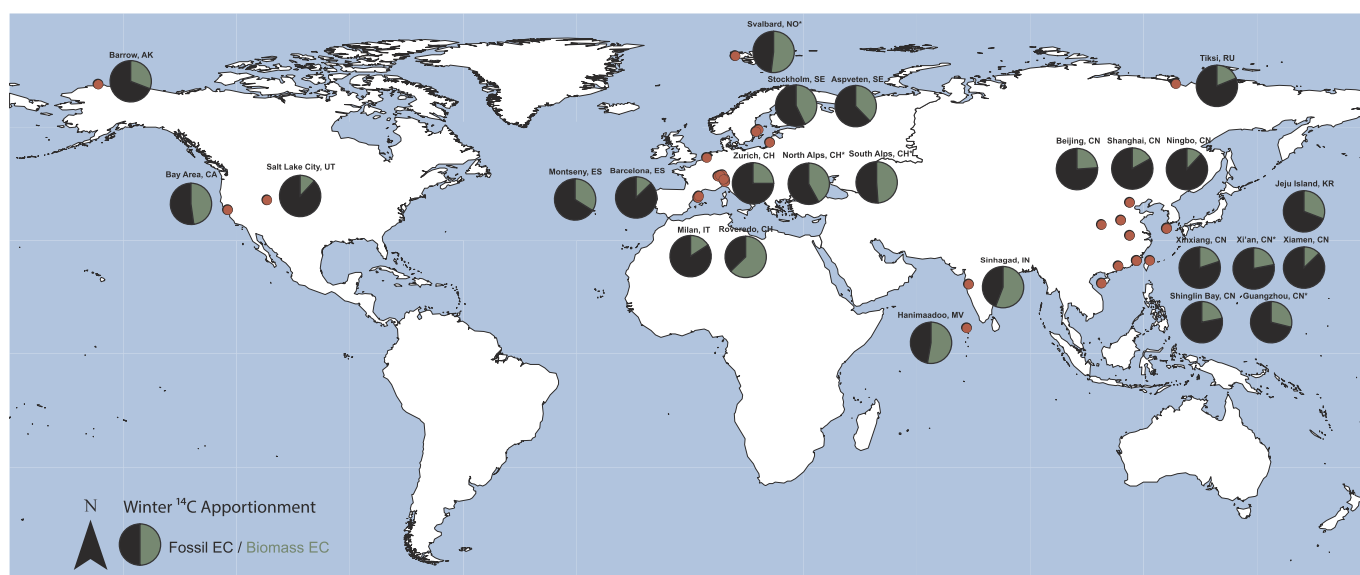 Svalbard, NO*
Barrow, AK
Tiksi, RU
Stockholm, SE
Aspveten, SE
Beijing, CN
Shanghai, CN
Ningbo, CN
Salt Lake City, UT
Bay Area, CA
Montseny, ES
Barcelona, ES
Zurich, CH
North Alps, CH*
South Alps, CH*
Jeju Island, KR
Milan, IT
Roveredo, CH
Xinxiang, CN
Xi'an, CN*
Xiamen, CN
Sinhagad, IN
Shinglin Bay, CN
Guangzhou, CN*
Hanimaadoo, MV
N
Winter ¹⁴C Apportionment
Fossil EC / Biomass EC